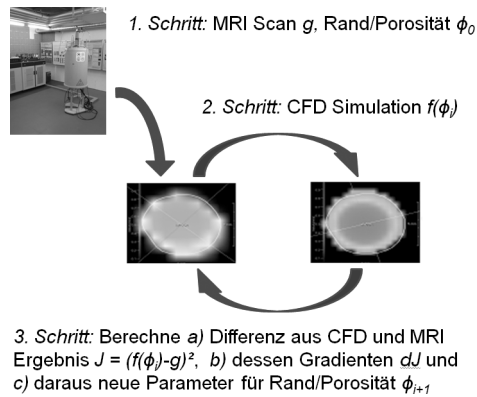 1. Schritt: MRI Scan g, Rand/Porosität ϕ0
2. Schritt: CFD Simulation f(ϕi)
3. Schritt: Berechne a) Differenz aus CFD und MRI
Ergebnis J = (f(ϕi)-g)², b) dessen Gradienten dJ und
c) daraus neue Parameter für Rand/Porosität ϕi+1